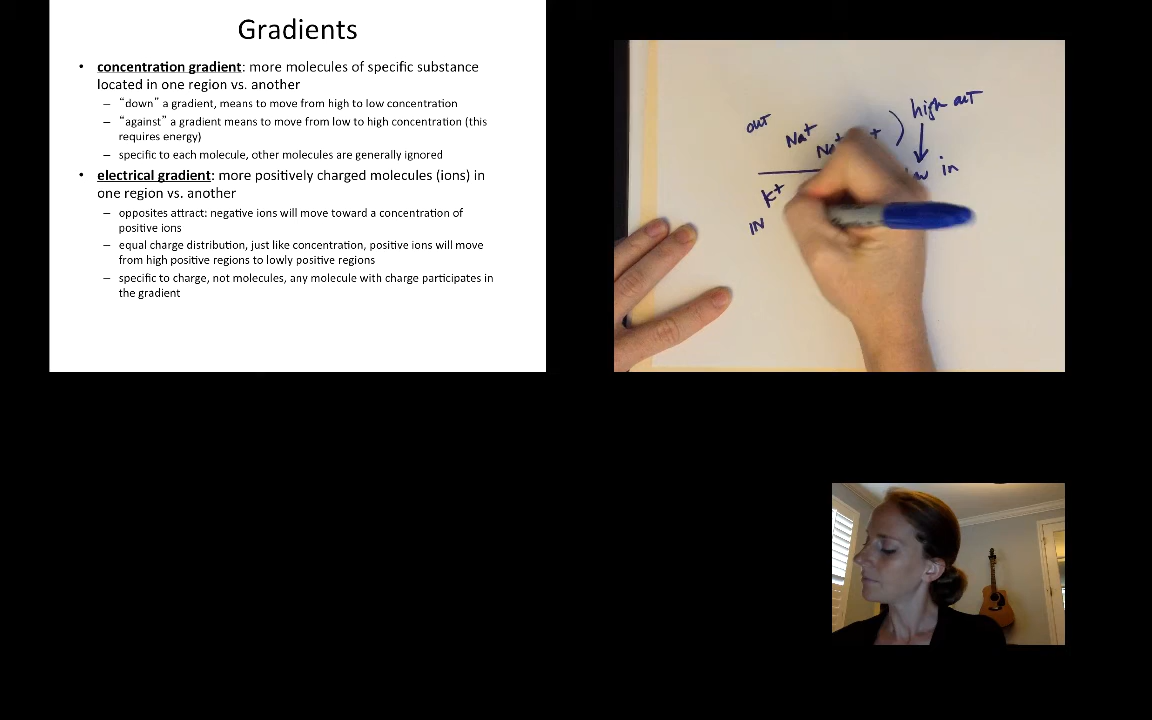 Gradients
• concentration gradient: more molecules of specific substance
located in one region vs. another
– “down” a gradient, means to move from high to low concentration
– “against” a gradient means to move from low to high concentration (this
requires energy)
– specific to each molecule, other molecules are generally ignored
• electrical gradient: more positively charged molecules (ions) in
one region vs. another
– opposites attract: negative ions will move toward a concentration of
positive ions
– equal charge distribution, just like concentration, positive ions will move
from high positive regions to lowly positive regions
– specific to charge, not molecules, any molecule with charge participates in
the gradient
high out
out
Na+
Na+ +
in
K+
IN